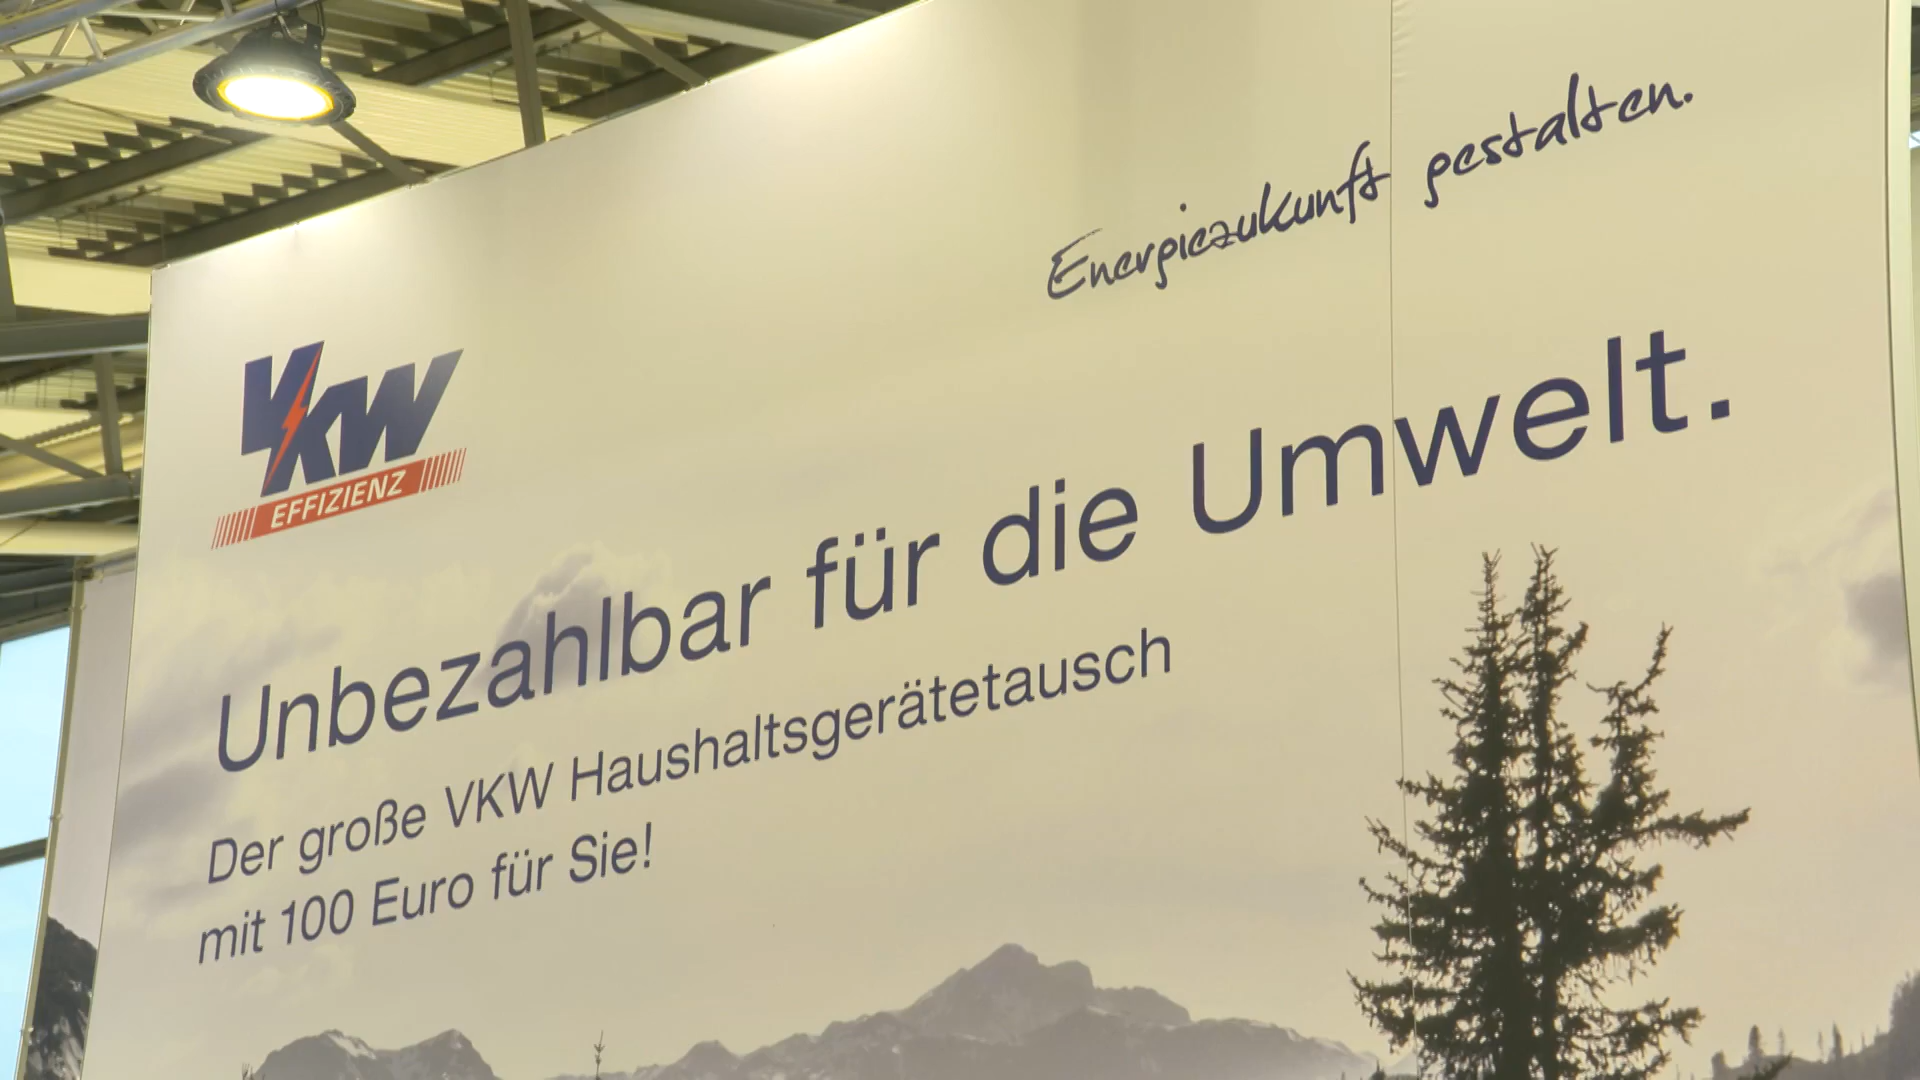 Energiezukunft gestalten.
VKW
EFFIZIENZ
Unbezahlbar für die Umwelt.
Der große VKW Haushaltsgerätetausch
mit 100 Euro für Sie!